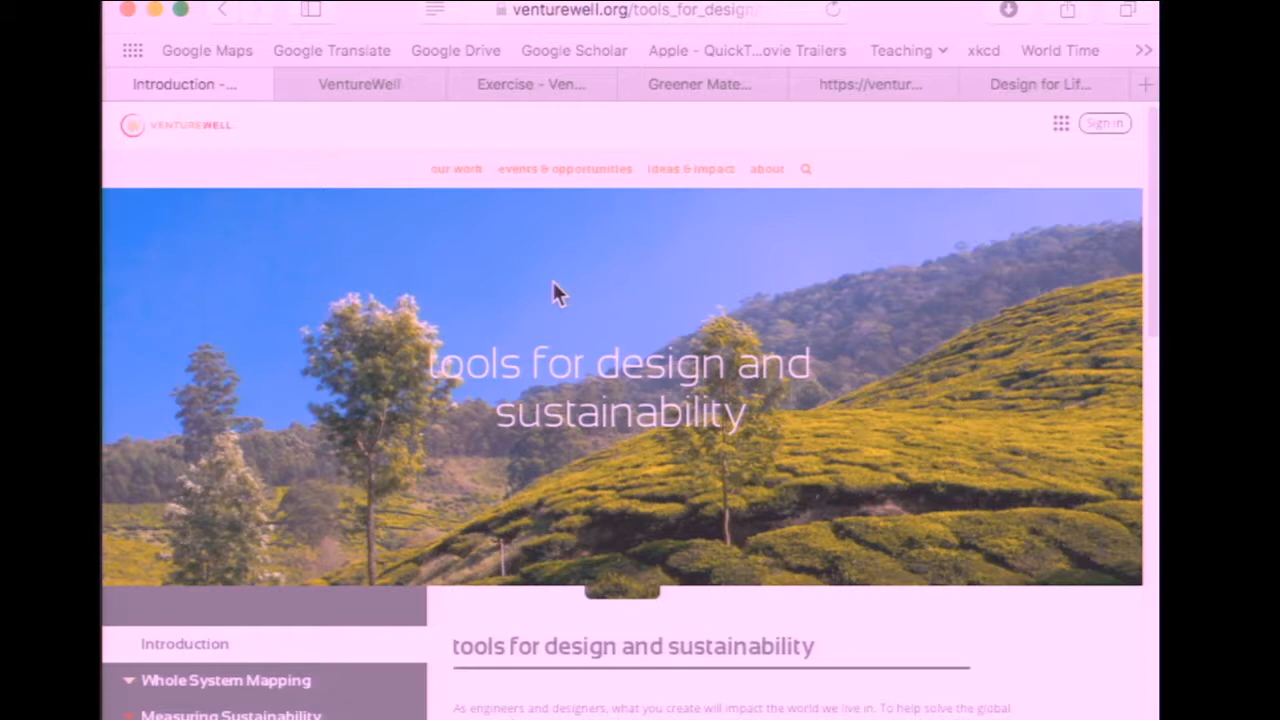 venturewell.org/tools_for_design
Google Maps Google Translate Google Drive Google Scholar Apple - QuickT...ovie Trailers Teaching xkcd World Time >>
Introduction -... VentureWell Exercise - Ven... Greener Mate... https://ventur... Design for Lif... +
VENTUREWELL Sign in
our work events & opportunities ideas & impact about
tools for design and
sustainability
Introduction
tools for design and sustainability
Whole System Mapping
Measuring Sustainability
As engineers and designers, what you create will impact the world we live in. To help solve the global